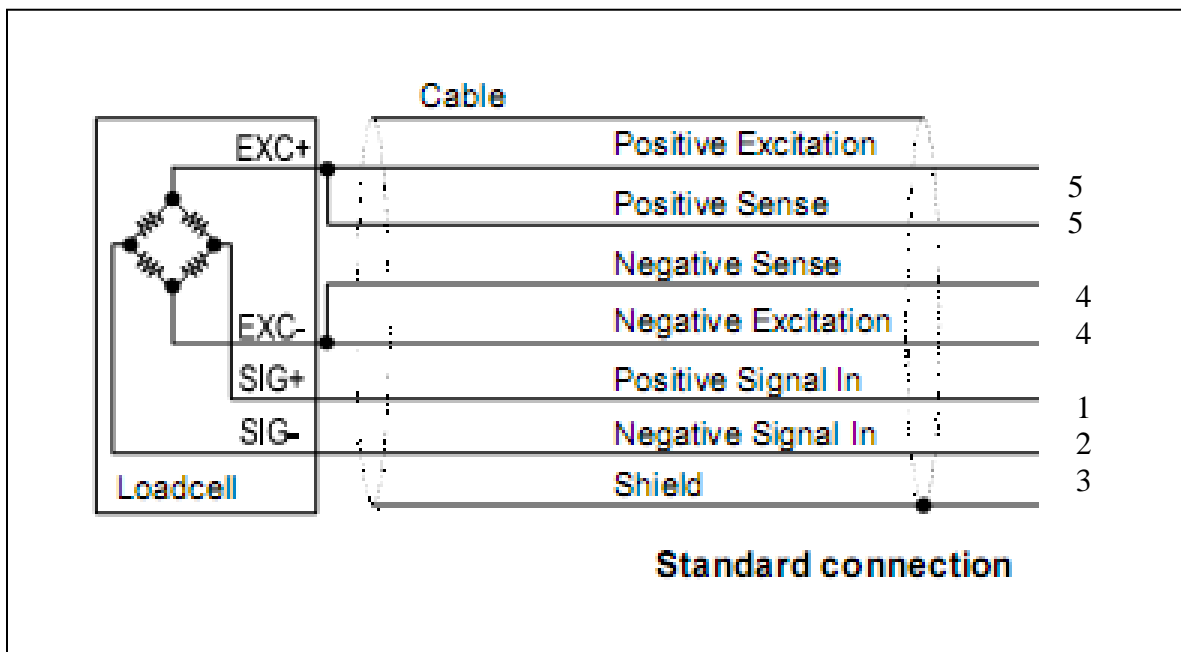 Cable
EXC+
Positive Excitation
5
Positive Sense
5
Negative Sense
4
EXC-
Negative Excitation
4
SIG+
Positive Signal In
1
SIG-
Negative Signal In
2
Loadcell
Shield
3
Standard connection